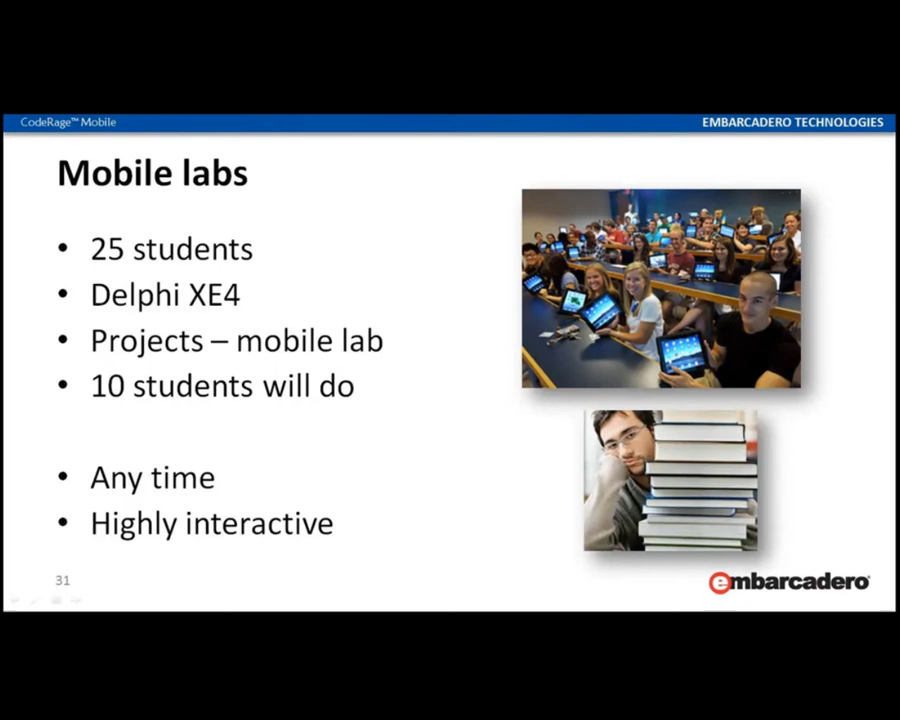 CodeRage™ Mobile
EMBARCADERO TECHNOLOGIES
Mobile labs
• 25 students
• Delphi XE4
• Projects – mobile lab
• 10 students will do
• Any time
• Highly interactive
31
embarcadero